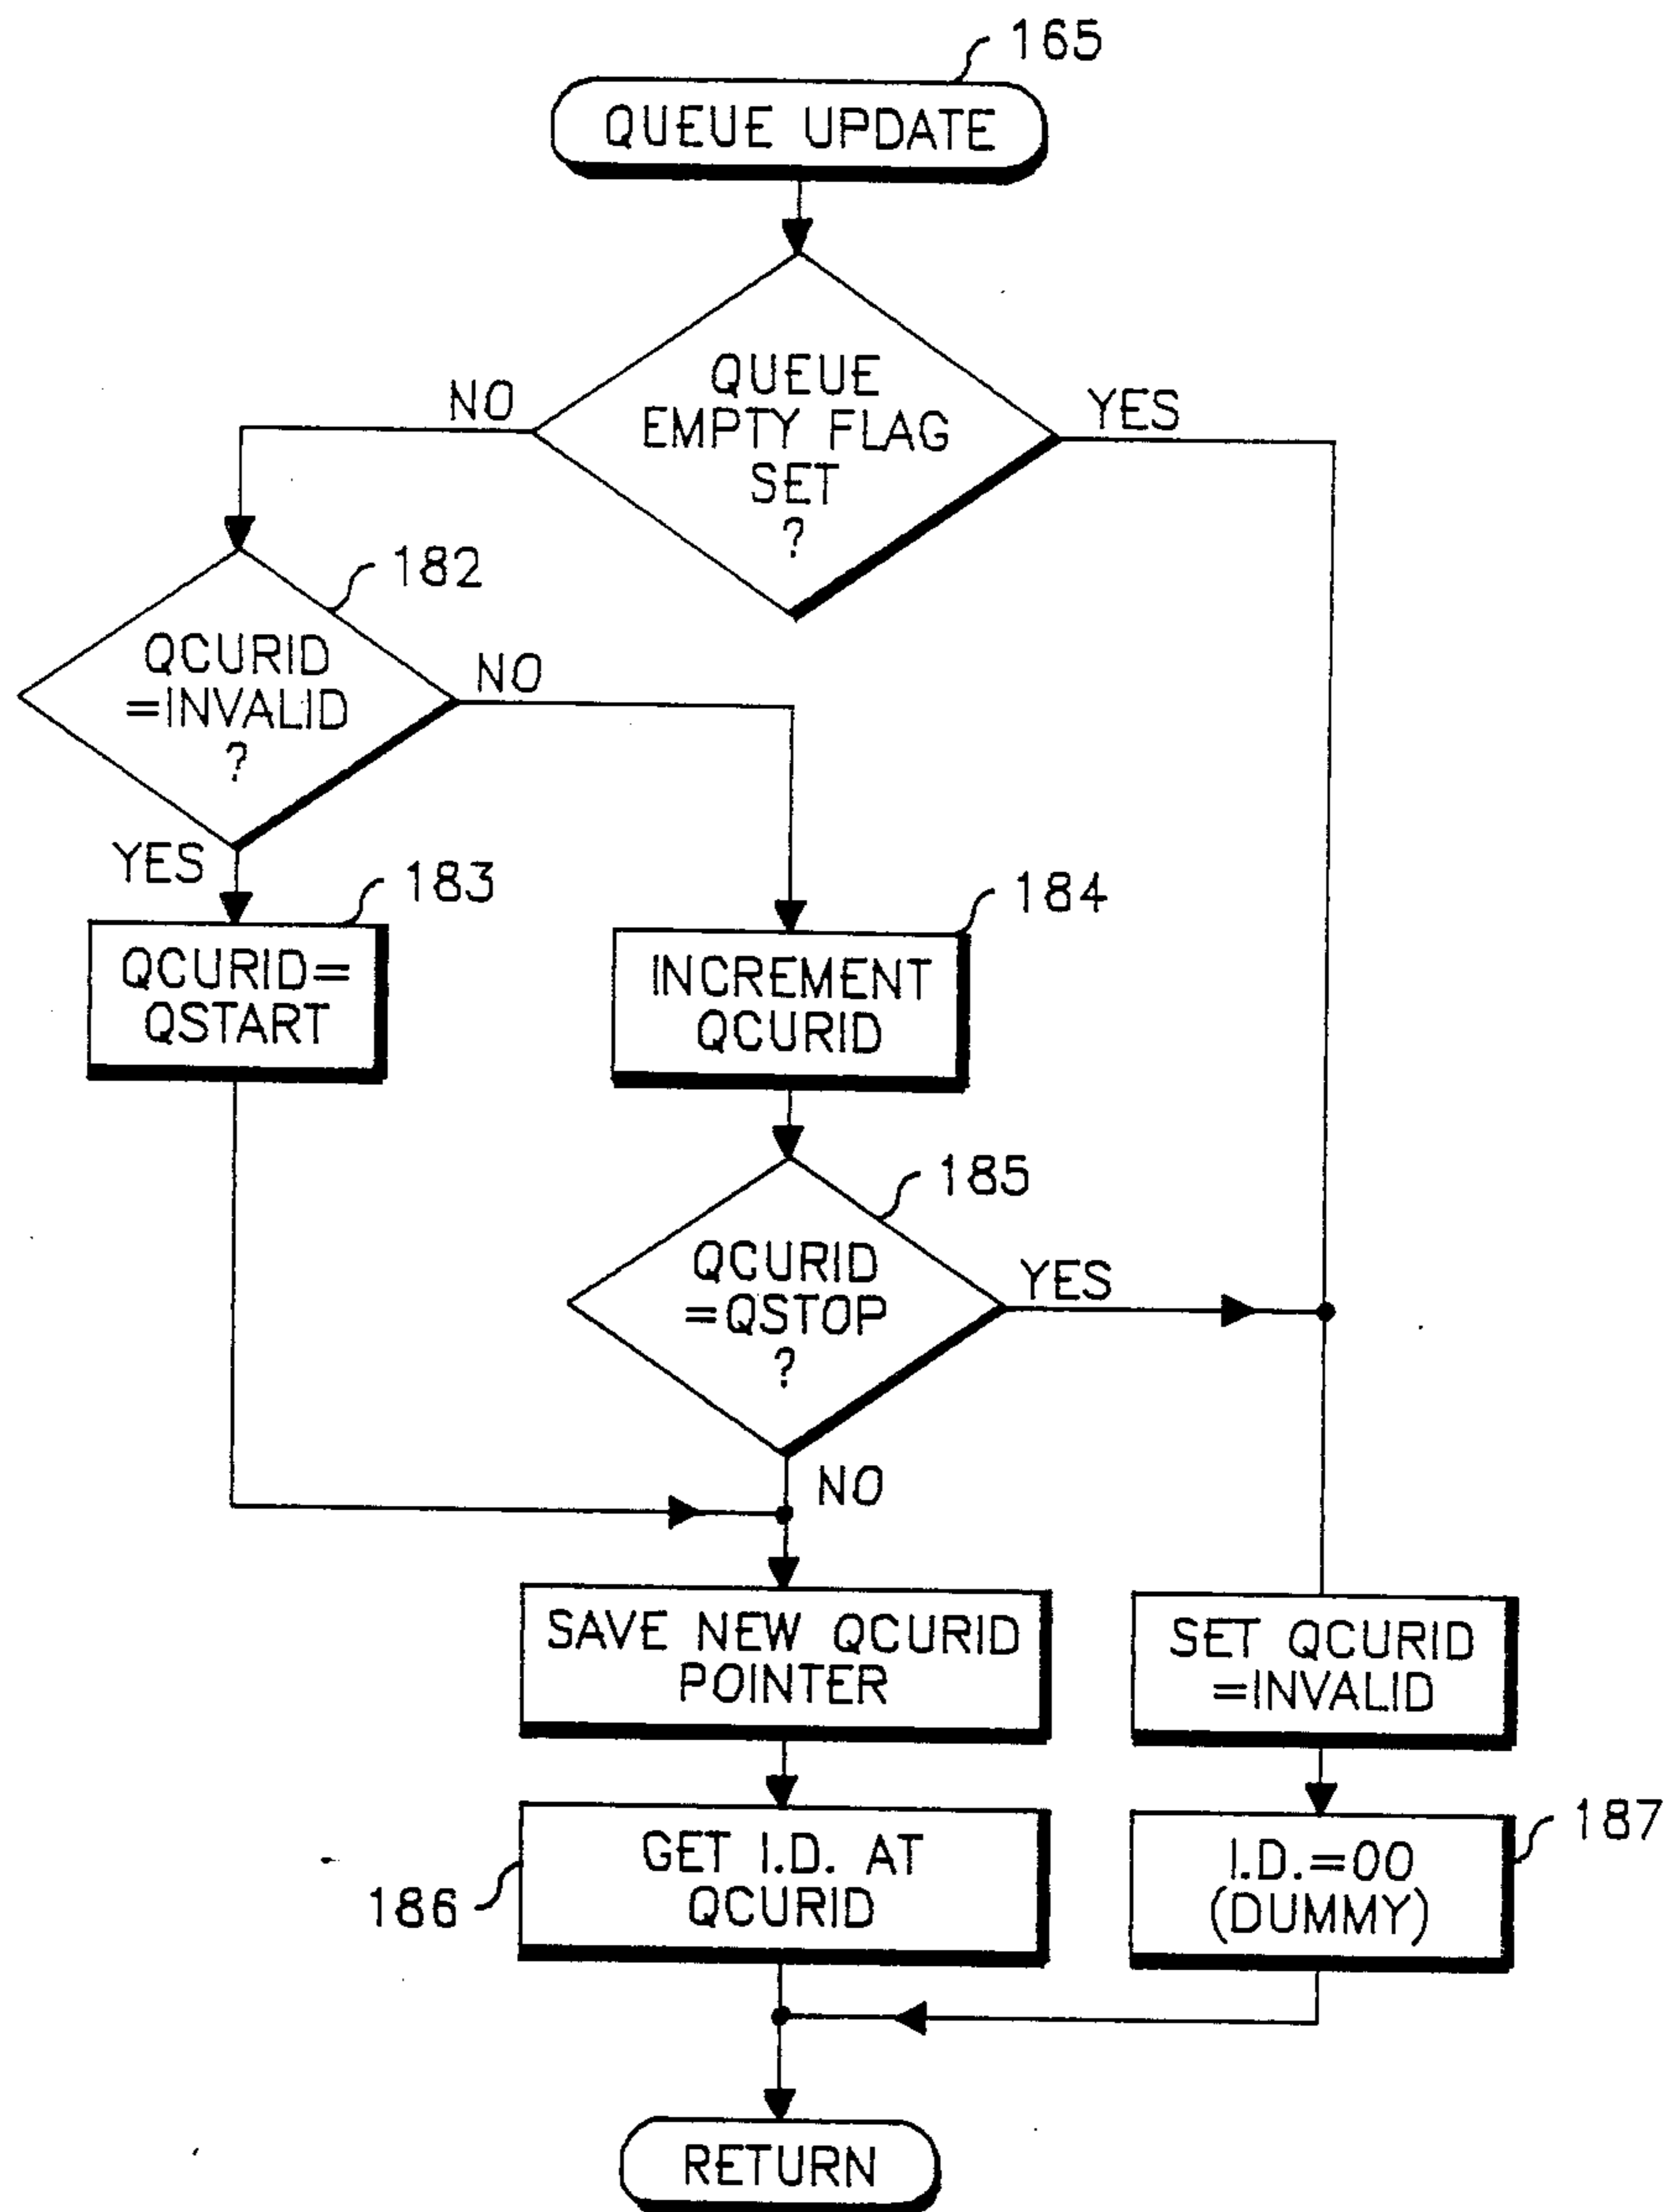 165
QUEUE UPDATE
QUEUE
EMPTY FLAG
SET
?
NO
YES
182
QCURID
=INVALID
?
NO
YES
183
QCURID=
QSTART
184
INCREMENT
QCURID
185
QCURID
=QSTOP
?
YES
NO
SAVE NEW QCURID
POINTER
SET QCURID
=INVALID
186
GET I.D. AT
QCURID
187
I.D.=00
(DUMMY)
RETURN